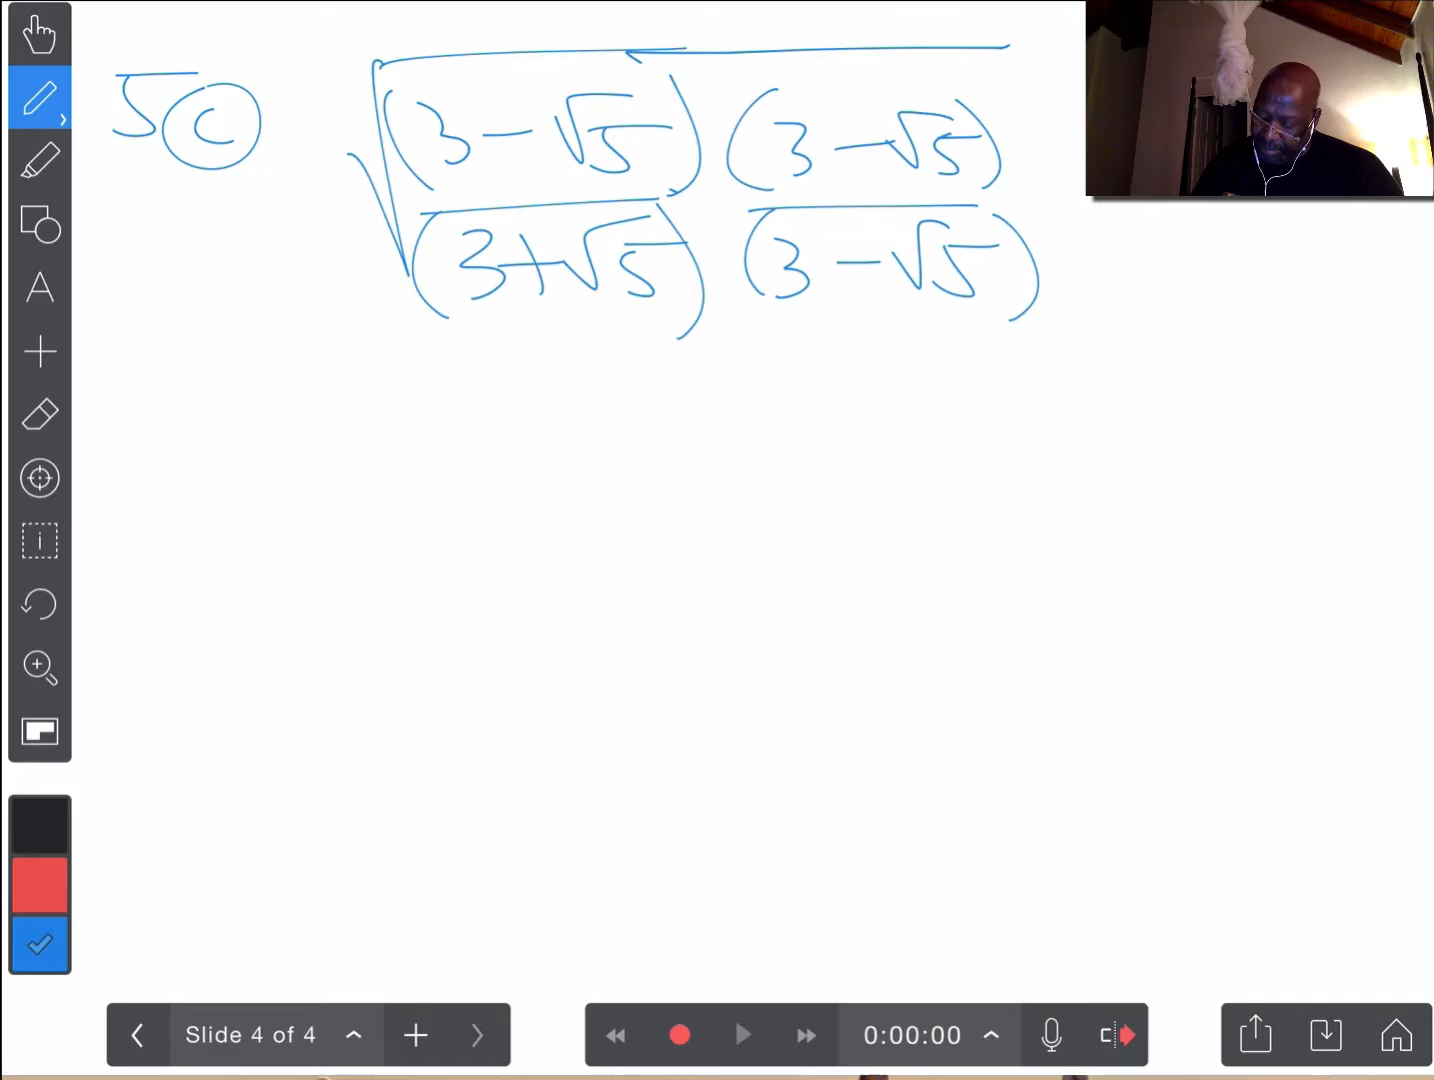 5 c
√(3 - √5) (3 - √5)
(3 + √5) (3 - √5)
A
i
Slide 4 of 4
0:00:00